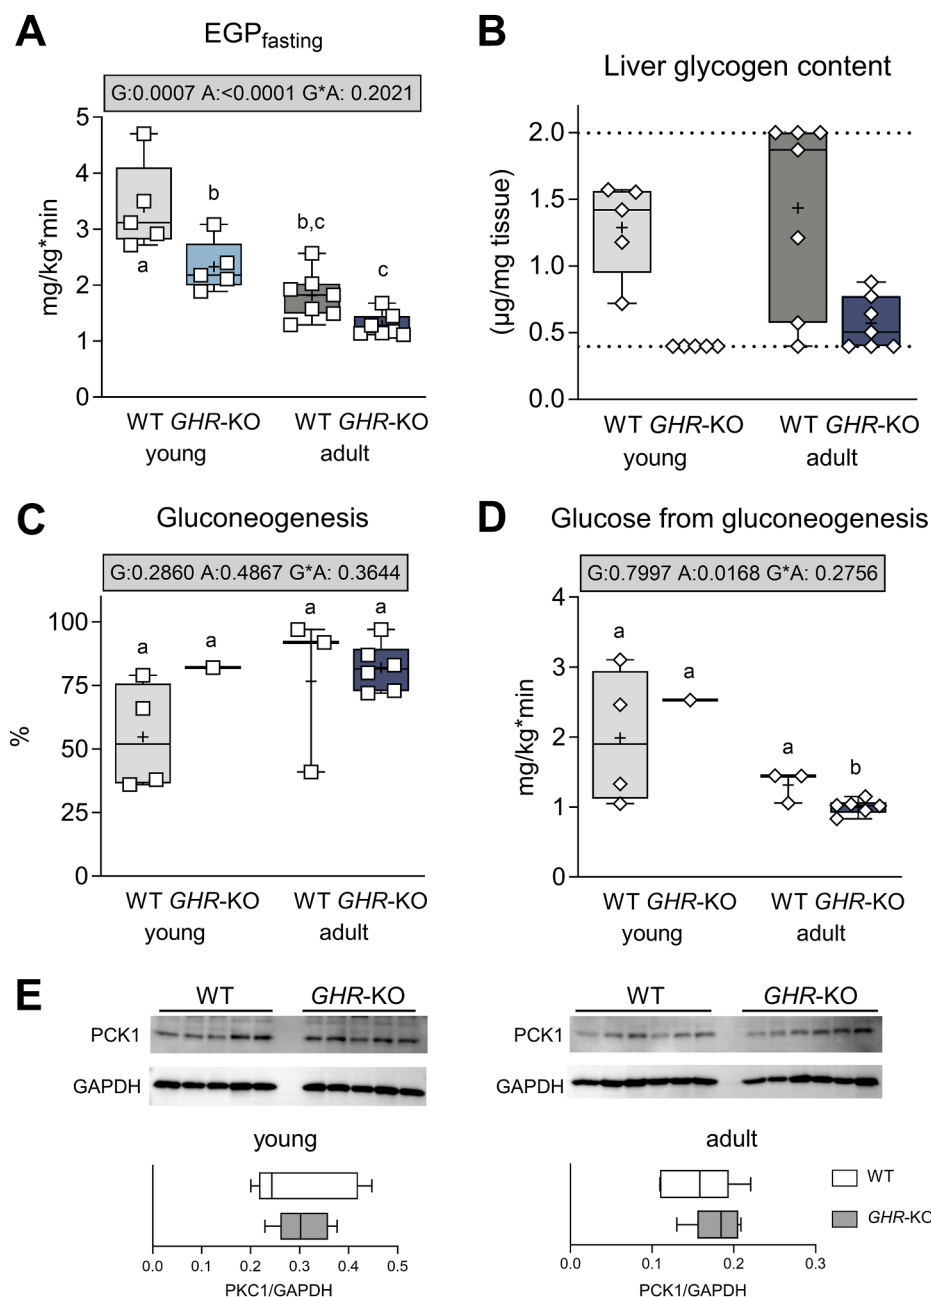 A
EGPfasting
G:0.0007 A:<0.0001 G*A: 0.2021
5
4
3
2
1
0
mg/kg*min
a
b
b,c
c
WT GHR-KO WT GHR-KO
young adult
B
Liver glycogen content
2.0
1.5
1.0
0.5
0.0
(µg/mg tissue)
WT GHR-KO WT GHR-KO
young adult
C
Gluconeogenesis
G:0.2860 A:0.4867 G*A: 0.3644
100
75
50
25
0
%
a
a
a
a
WT GHR-KO WT GHR-KO
young adult
D
Glucose from gluconeogenesis
G:0.7997 A:0.0168 G*A: 0.2756
4
3
2
1
0
mg/kg*min
a
a
a
b
WT GHR-KO WT GHR-KO
young adult
E
WT GHR-KO
PCK1
GAPDH
young
0.0 0.1 0.2 0.3 0.4 0.5
PKC1/GAPDH
WT GHR-KO
PCK1
GAPDH
adult
WT
GHR-KO
0.0 0.1 0.2 0.3
PCK1/GAPDH